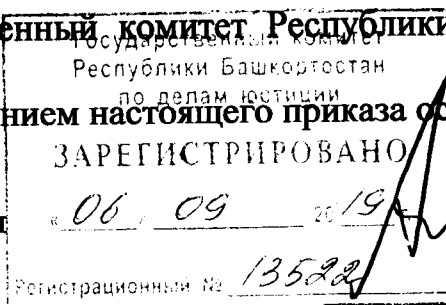 енный комитет Республики
Государственный комитет
Республики Башкортостан
по делам юстиции
нием настоящего приказа ос
ЗАРЕГИСТРИРОВАНО
« 06 » 09 2019
Регистрационный № 13522